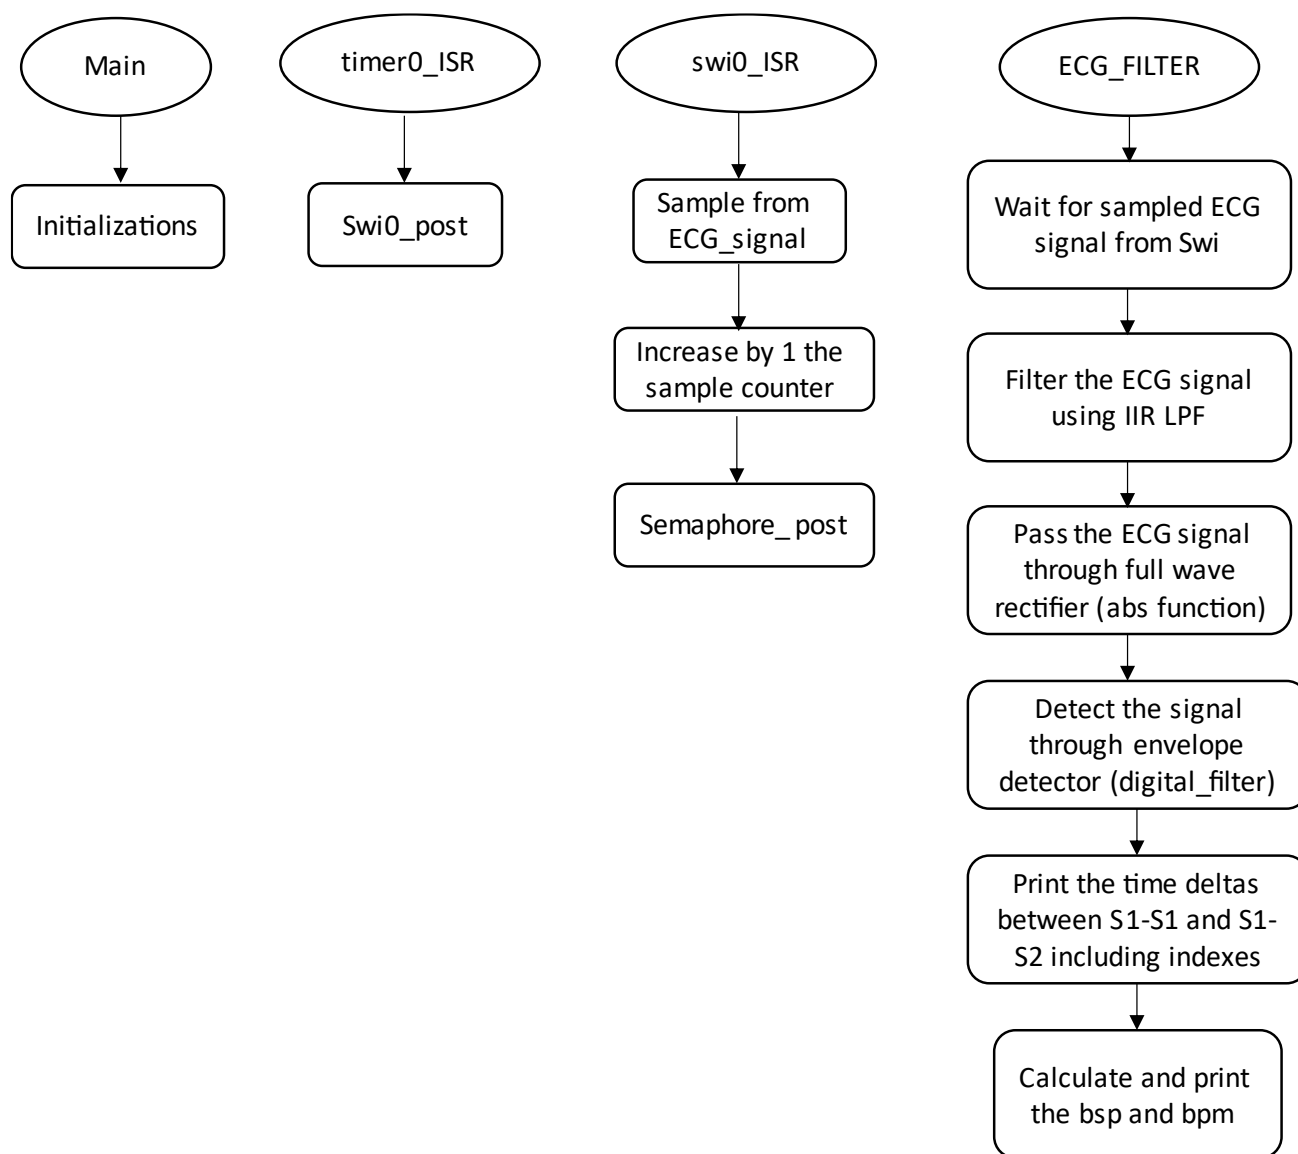 Main
Initializations
timer0_ISR
Swi0_post
swi0_ISR
Sample from
ECG_signal
Increase by 1 the
sample counter
Semaphore_ post
ECG_FILTER
Wait for sampled ECG
signal from Swi
Filter the ECG signal
using IIR LPF
Pass the ECG signal
through full wave
rectifier (abs function)
Detect the signal
through envelope
detector (digital_filter)
Print the time deltas
between S1-S1 and S1-
S2 including indexes
Calculate and print
the bsp and bpm